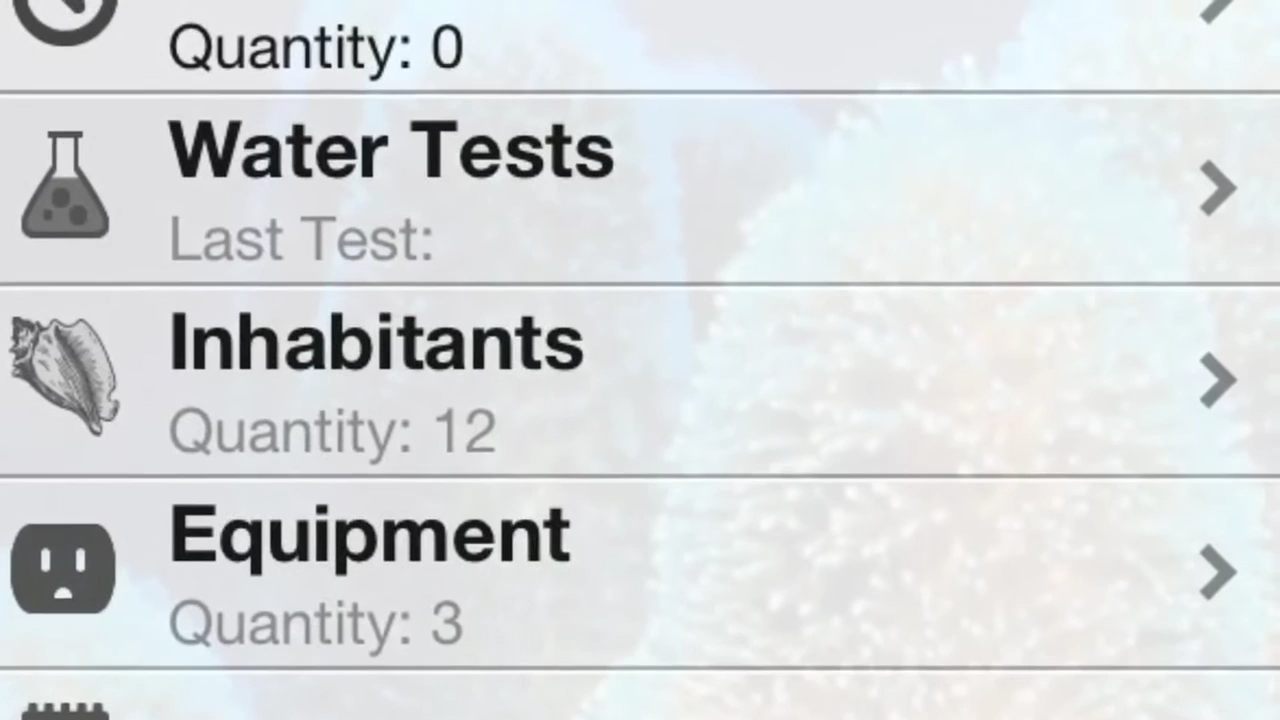 Quantity: 0
Water Tests
Last Test:
Inhabitants
Quantity: 12
Equipment
Quantity: 3